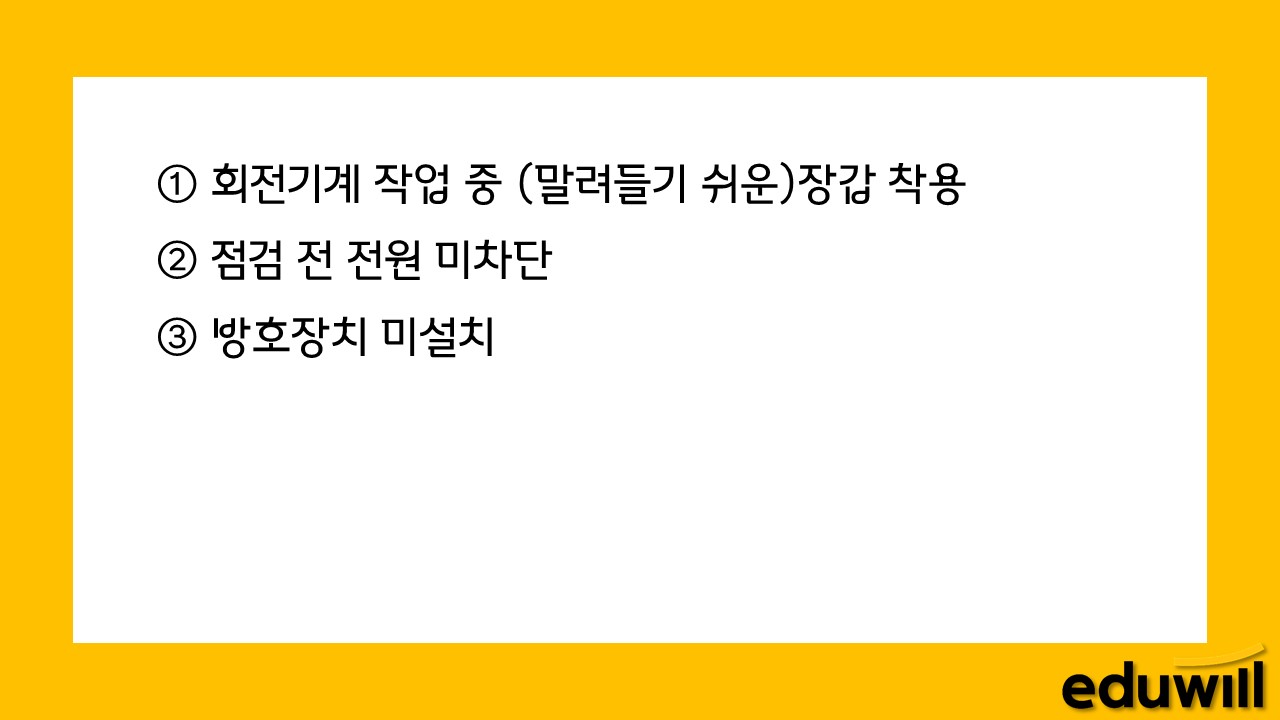 ① 회전기계 작업 중 (말려들기 쉬운)장갑 착용
② 점검 전 전원 미차단
③ 방호장치 미설치
eduwill